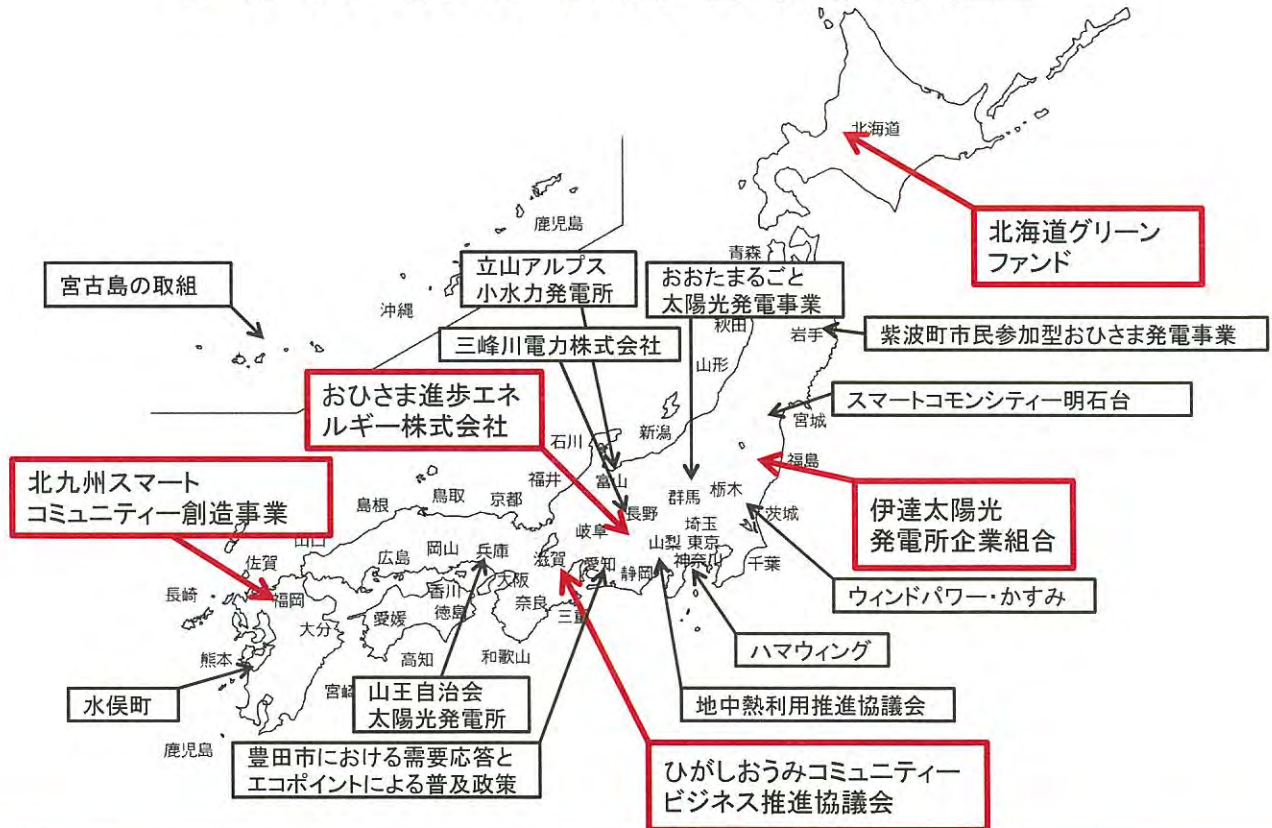 北海道
北海道グリーン
ファンド
鹿児島
沖縄
宮古島の取組
立山アルプス
小水力発電所
三峰川電力株式会社
青森
おおたまるごと
太陽光発電事業
秋田
岩手
紫波町市民参加型おひさま発電事業
山形
スマートコモンシティー明石台
宮城
おひさま進歩エネ
ルギー株式会社
新潟
石川
福島
伊達太陽光
発電所企業組合
北九州スマート
コミュニティー創造事業
福井
富山
群馬
栃木
茨城
長野
埼玉
島根
鳥取
京都
岐阜
山梨
東京
神奈川
千葉
山口
広島
岡山
兵庫
滋賀
愛知
静岡
ウィンドパワー・かすみ
佐賀
長崎
福岡
大分
愛媛
香川
徳島
大阪
奈良
三重
高知
和歌山
ハマウィング
熊本
水俣町
宮崎
山王自治会
太陽光発電所
地中熱利用推進協議会
鹿児島
豊田市における需要応答と
エコポイントによる普及政策
ひがしおうみコミュニティー
ビジネス推進協議会